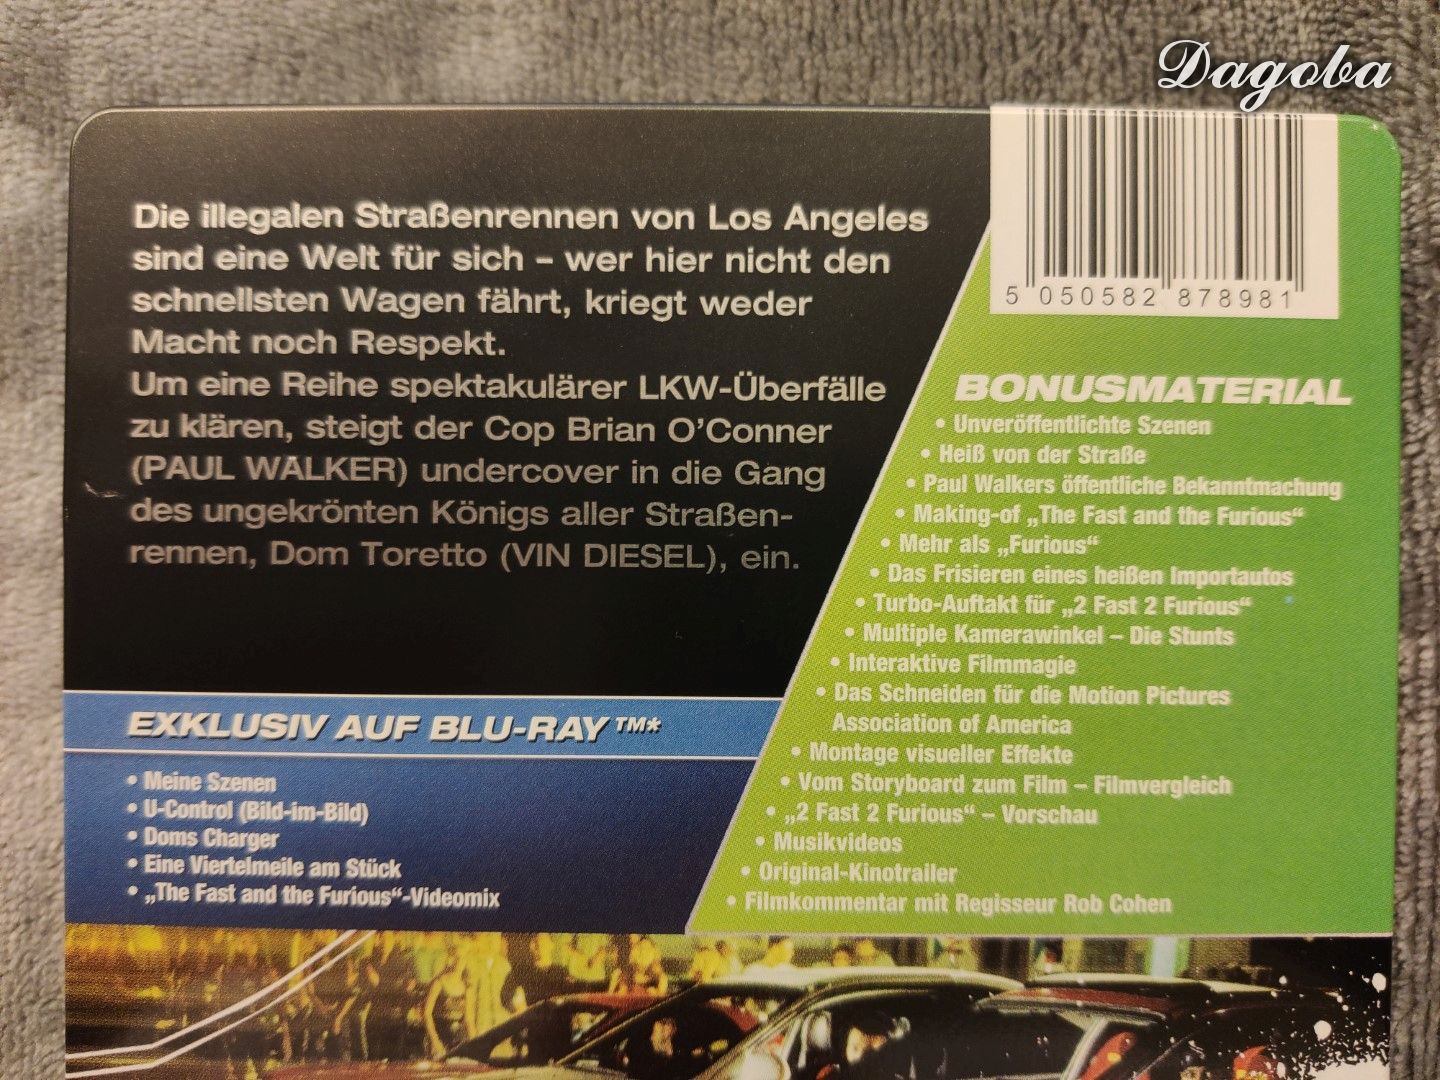 Dagoba
Die illegalen Straßenrennen von Los Angeles
sind eine Welt für sich – wer hier nicht den
schnellsten Wagen fährt, kriegt weder
Macht noch Respekt.
Um eine Reihe spektakulärer LKW-Überfälle
zu klären, steigt der Cop Brian O'Conner
(PAUL WALKER) undercover in die Gang
des ungekrönten Königs aller Straßen-
rennen, Dom Toretto (VIN DIESEL), ein.
EXKLUSIV AUF BLU-RAY™*
• Meine Szenen
• U-Control (Bild-im-Bild)
• Doms Charger
• Eine Viertelmeile am Stück
• „The Fast and the Furious“-Videomix
5 050582 878981
BONUSMATERIAL
• Unveröffentlichte Szenen
• Heiß von der Straße
• Paul Walkers öffentliche Bekanntmachung
• Making-of „The Fast and the Furious“
• Mehr als „Furious“
• Das Frisieren eines heißen Importautos
• Turbo-Auftakt für „2 Fast 2 Furious“
• Multiple Kamerawinkel – Die Stunts
• Interaktive Filmmagie
• Das Schneiden für die Motion Pictures
Association of America
• Montage visueller Effekte
• Vom Storyboard zum Film – Filmvergleich
• „2 Fast 2 Furious“ – Vorschau
• Musikvideos
• Original-Kinotrailer
• Filmkommentar mit Regisseur Rob Cohen